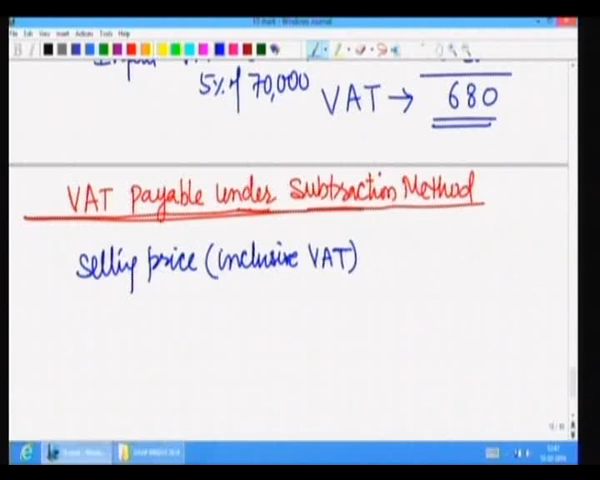 5% of 70,000
VAT → 680
VAT Payable under Subtraction Method
Selling price (inclusive VAT)